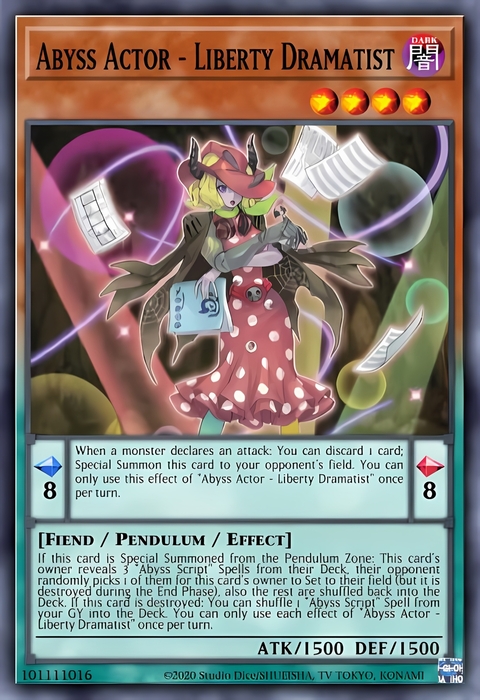 ABYSS ACTOR - LIBERTY DRAMATIST
DARK
闇
When a monster declares an attack: You can discard 1 card;
Special Summon this card to your opponent's field. You can
only use this effect of "Abyss Actor - Liberty Dramatist" once
per turn.
8
8
[FIEND / PENDULUM / EFFECT]
If this card is Special Summoned from the Pendulum Zone: This card's
owner reveals 3 "Abyss Script" Spells from their Deck, their opponent
randomly picks 1 of them for this card's owner to Set to their field (but it is
destroyed during the End Phase), also the rest are shuffled back into the
Deck. If this card is destroyed: You can shuffle 1 "Abyss Script" Spell from
your GY into the Deck. You can only use each effect of "Abyss Actor -
Liberty Dramatist" once per turn.
ATK/1500 DEF/1500
101111016
©2020 Studio Dice/SHUEISHA, TV TOKYO, KONAMI